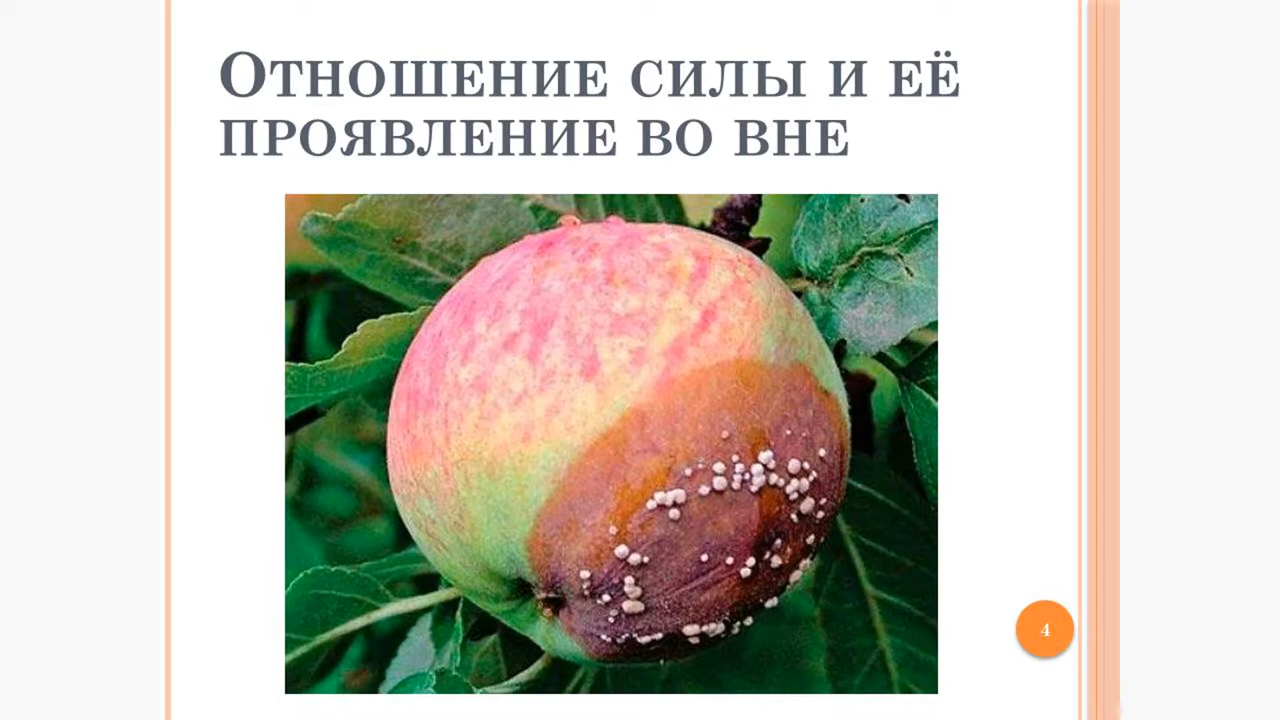 Отношение силы и её
проявление во вне
4